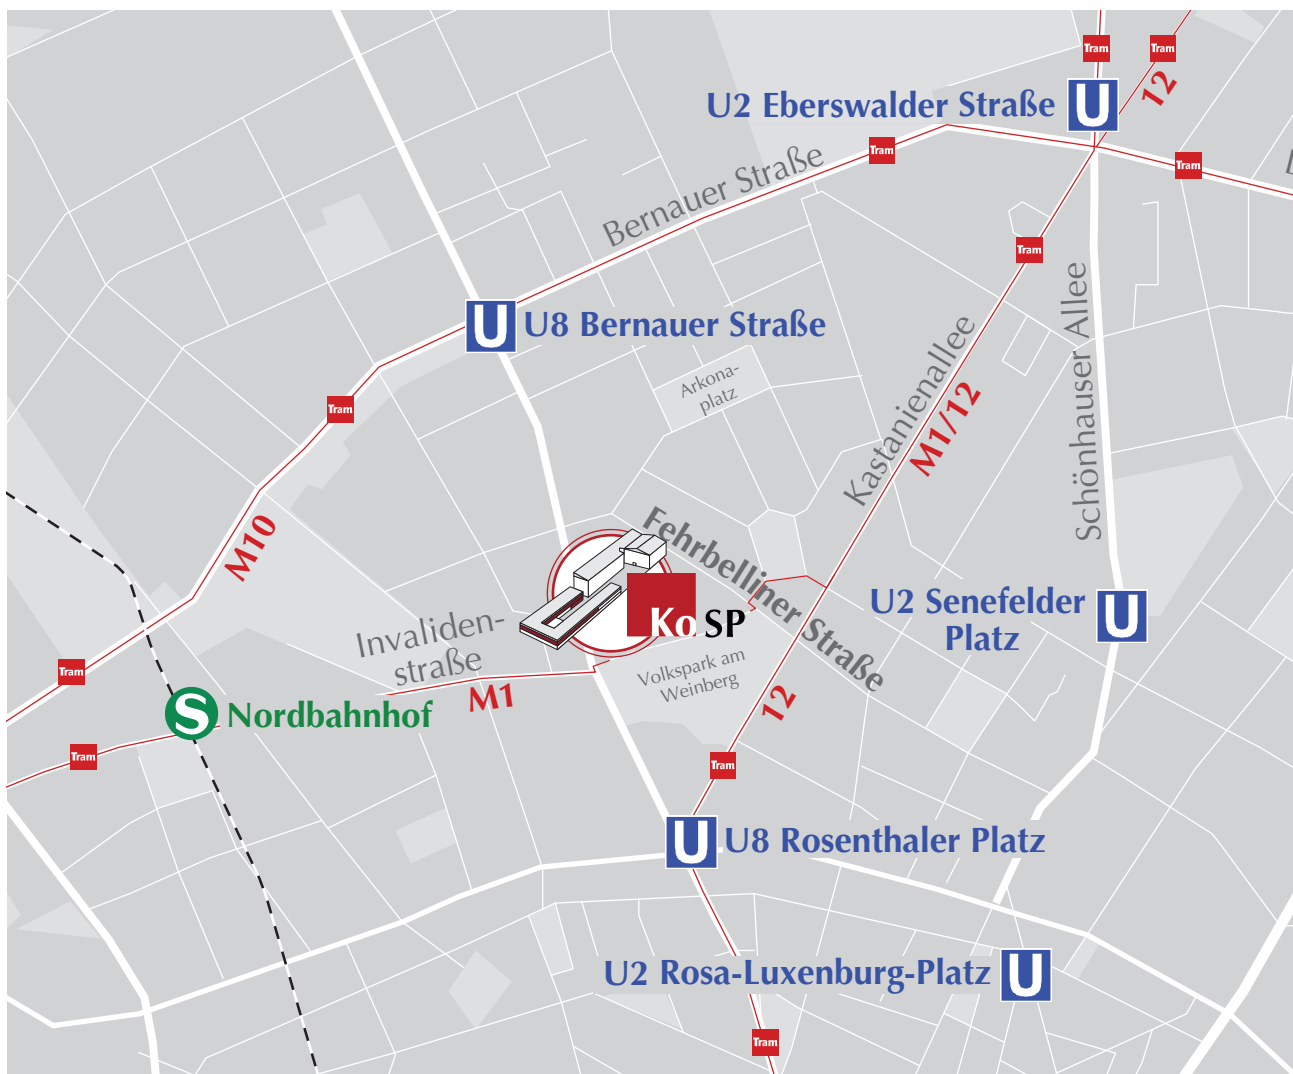 Tram
Tram
12
U2 Eberswalder Straße
U
Tram
Tram
Bernauer Straße
Tram
U
U8 Bernauer Straße
Schönhauser Allee
Kastanienallee
M1/12
Arkona-
platz
Tram
M10
Fehrbelliner Straße
KoSP
U2 Senefelder
Platz
U
Invaliden-
straße
M1
Volkspark am
Weinberg
12
Tram
S
Nordbahnhof
Tram
Tram
U
U8 Rosenthaler Platz
U2 Rosa-Luxenburg-Platz
U
Tram